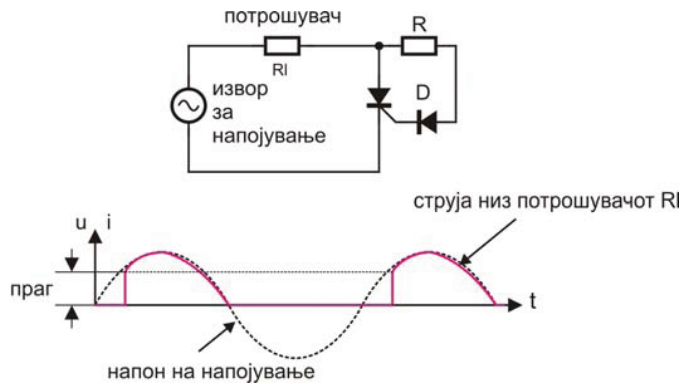 потрошувач
R
Rl
D
извор
за
напојување
u i
струја низ потрошувачот Rl
праг
t
напон на напојување